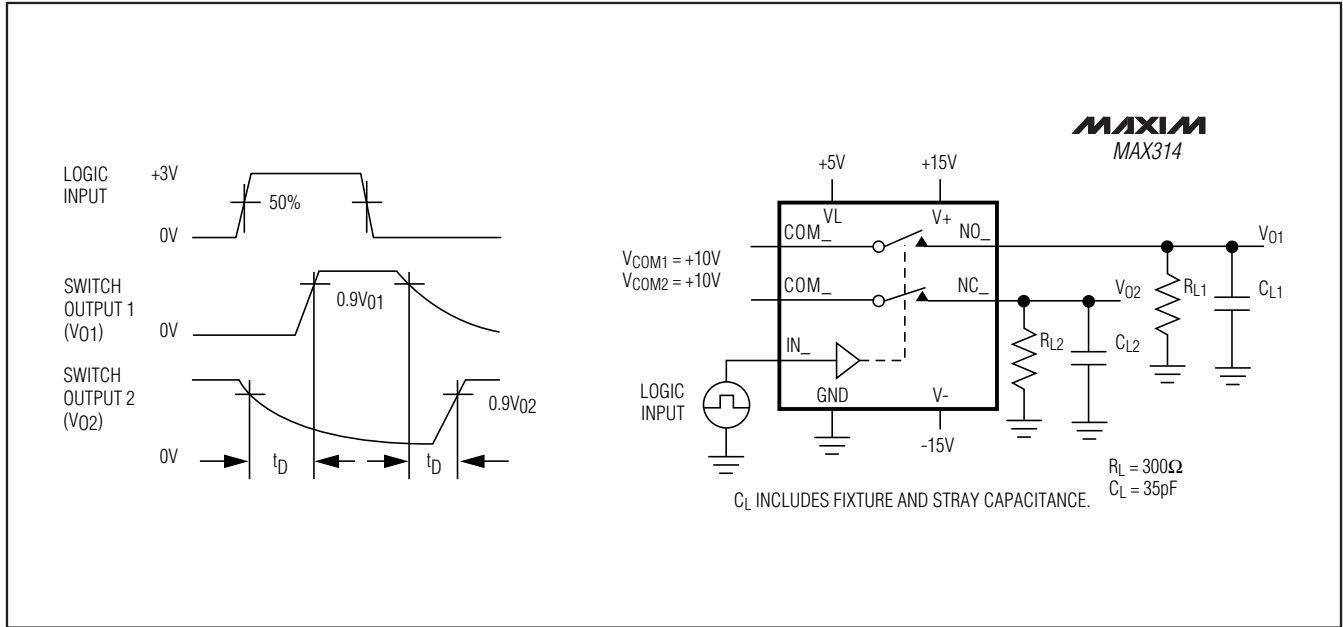 LOGIC
INPUT
+3V
50%
0V
SWITCH
OUTPUT 1
(VO1)
0.9VO1
0V
SWITCH
OUTPUT 2
(VO2)
0.9VO2
0V
tD
tD
MAXIM
MAX314
+5V
+15V
VL
V+
COM_
NO_
VO1
VCOM1 = +10V
VCOM2 = +10V
COM_
NC_
VO2
RL1
CL1
RL2
CL2
IN_
LOGIC
INPUT
GND
V-
-15V
RL = 300Ω
CL = 35pF
CL INCLUDES FIXTURE AND STRAY CAPACITANCE.